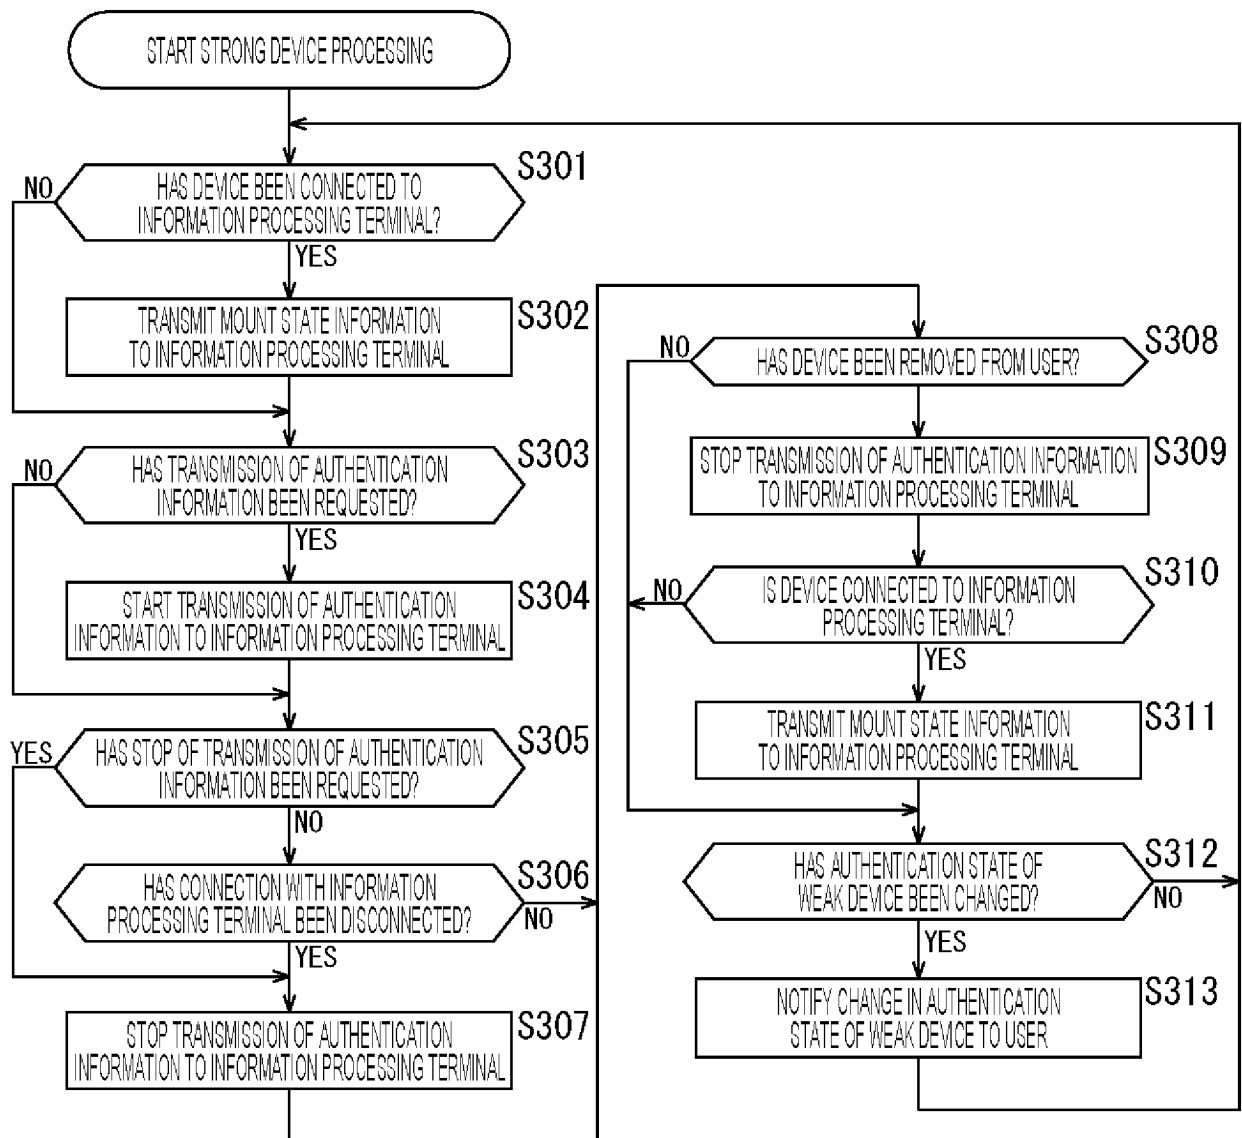 START STRONG DEVICE PROCESSING
S301
NO
HAS DEVICE BEEN CONNECTED TO
INFORMATION PROCESSING TERMINAL?
YES
S302
TRANSMIT MOUNT STATE INFORMATION
TO INFORMATION PROCESSING TERMINAL
S303
NO
HAS TRANSMISSION OF AUTHENTICATION
INFORMATION BEEN REQUESTED?
YES
S304
START TRANSMISSION OF AUTHENTICATION
INFORMATION TO INFORMATION PROCESSING TERMINAL
S305
YES
HAS STOP OF TRANSMISSION OF AUTHENTICATION
INFORMATION BEEN REQUESTED?
NO
S306
HAS CONNECTION WITH INFORMATION
PROCESSING TERMINAL BEEN DISCONNECTED?
NO
YES
S307
STOP TRANSMISSION OF AUTHENTICATION
INFORMATION TO INFORMATION PROCESSING TERMINAL
S308
NO
HAS DEVICE BEEN REMOVED FROM USER?
S309
STOP TRANSMISSION OF AUTHENTICATION INFORMATION
TO INFORMATION PROCESSING TERMINAL
S310
NO
IS DEVICE CONNECTED TO INFORMATION
PROCESSING TERMINAL?
YES
S311
TRANSMIT MOUNT STATE INFORMATION
TO INFORMATION PROCESSING TERMINAL
S312
HAS AUTHENTICATION STATE OF
WEAK DEVICE BEEN CHANGED?
NO
YES
S313
NOTIFY CHANGE IN AUTHENTICATION
STATE OF WEAK DEVICE TO USER